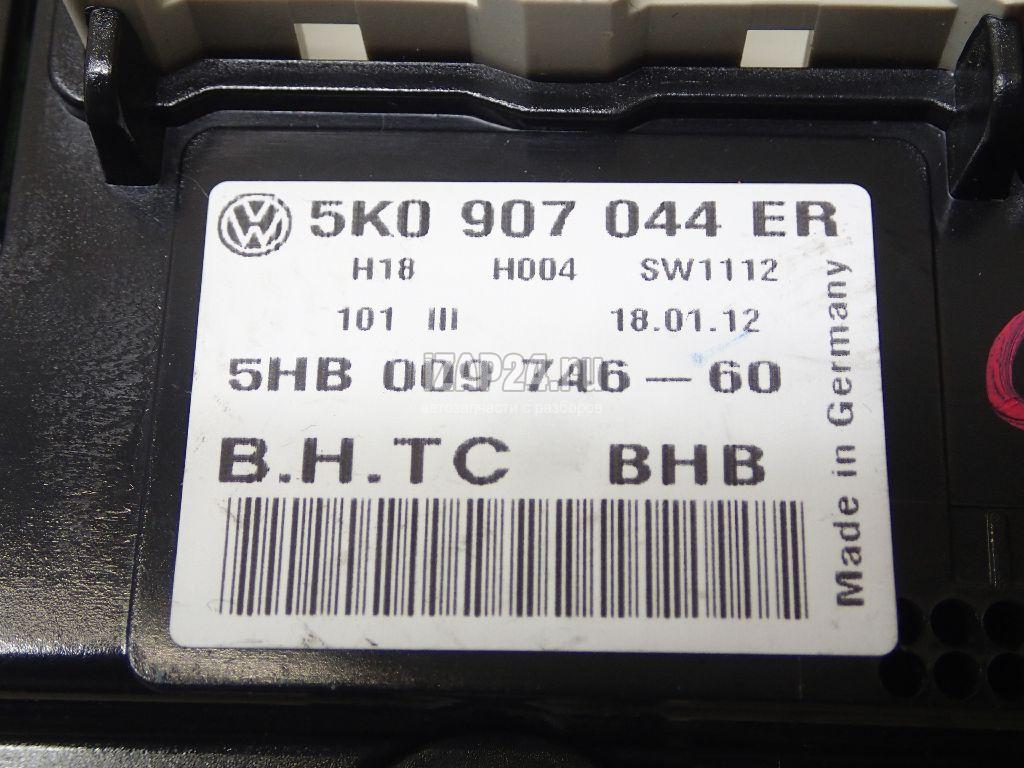 5K0 907 044 ER
H18 H004 SW1112
101 III 18.01.12
5HB 009 746-60
iZAP24.ru
автозапчасти с разборов
B.H.TC BHB
Made in Germany